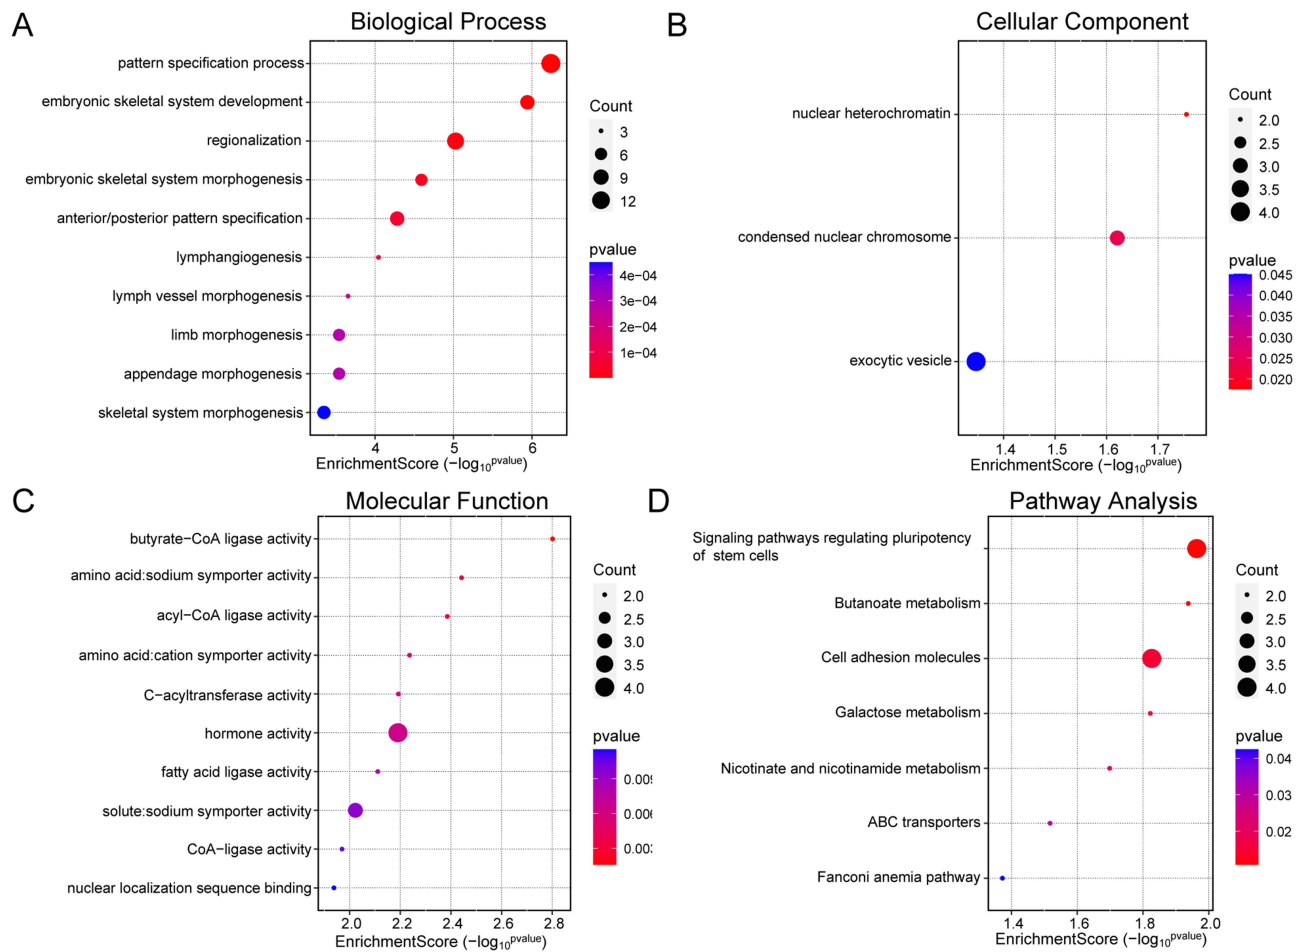 A
Biological Process
pattern specification process
embryonic skeletal system development
regionalization
embryonic skeletal system morphogenesis
anterior/posterior pattern specification
lymphangiogenesis
lymph vessel morphogenesis
limb morphogenesis
appendage morphogenesis
skeletal system morphogenesis
4 5 6
EnrichmentScore (−log10pvalue)
Count
3
6
9
12
pvalue
4e−04
3e−04
2e−04
1e−04
B
Cellular Component
nuclear heterochromatin
condensed nuclear chromosome
exocytic vesicle
1.4 1.5 1.6 1.7
EnrichmentScore (−log10pvalue)
Count
2.0
2.5
3.0
3.5
4.0
pvalue
0.045
0.040
0.035
0.030
0.025
0.020
C
Molecular Function
butyrate−CoA ligase activity
amino acid:sodium symporter activity
acyl−CoA ligase activity
amino acid:cation symporter activity
C−acyltransferase activity
hormone activity
fatty acid ligase activity
solute:sodium symporter activity
CoA−ligase activity
nuclear localization sequence binding
2.0 2.2 2.4 2.6 2.8
EnrichmentScore (−log10pvalue)
Count
2.0
2.5
3.0
3.5
4.0
pvalue
0.006
D
Pathway Analysis
Signaling pathways regulating pluripotency
of stem cells
Butanoate metabolism
Cell adhesion molecules
Galactose metabolism
Nicotinate and nicotinamide metabolism
ABC transporters
Fanconi anemia pathway
1.4 1.6 1.8 2.0
EnrichmentScore (−log10pvalue)
Count
2.0
2.5
3.0
3.5
4.0
pvalue
0.04
0.03
0.02